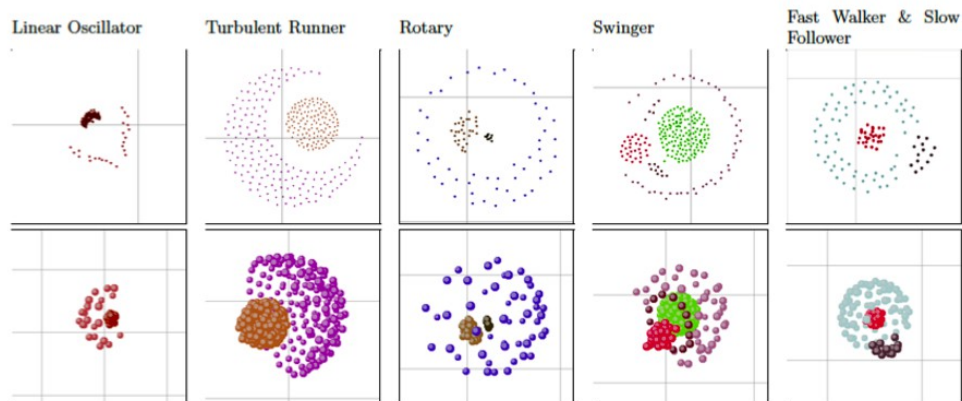 Linear Oscillator
Turbulent Runner
Rotary
Swinger
Fast Walker & Slow
Follower